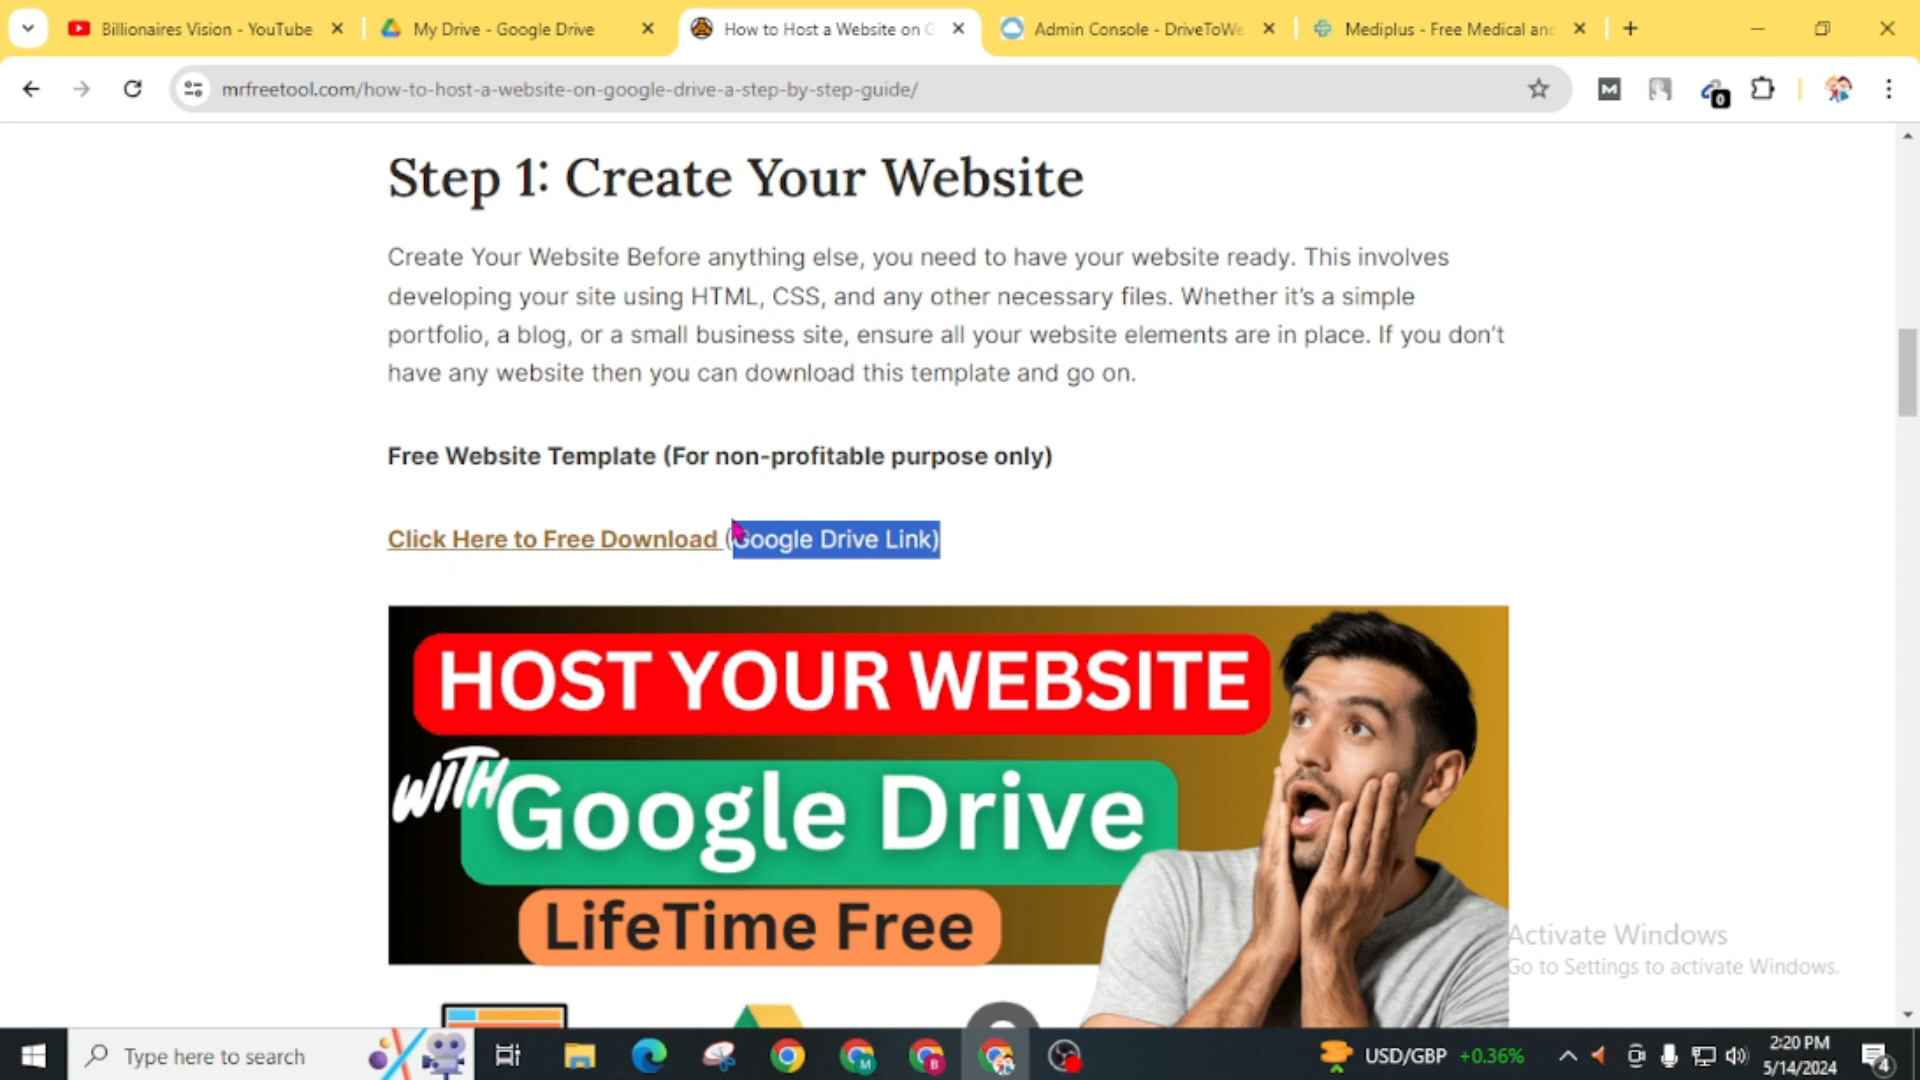 Billionaires Vision - YouTube
My Drive - Google Drive
How to Host a Website on G
Admin Console - DriveToWe
Mediplus - Free Medical and
mrfreetool.com/how-to-host-a-website-on-google-drive-a-step-by-step-guide/
M
0
Step 1: Create Your Website
Create Your Website Before anything else, you need to have your website ready. This involves
developing your site using HTML, CSS, and any other necessary files. Whether it's a simple
portfolio, a blog, or a small business site, ensure all your website elements are in place. If you don't
have any website then you can download this template and go on.
Free Website Template (For non-profitable purpose only)
Click Here to Free Download (Google Drive Link)
HOST YOUR WEBSITE
WITH
Google Drive
LifeTime Free
Activate Windows
Go to Settings to activate Windows.
Type here to search
M
B
USD/GBP +0.36%
2:20 PM
5/14/2024
4